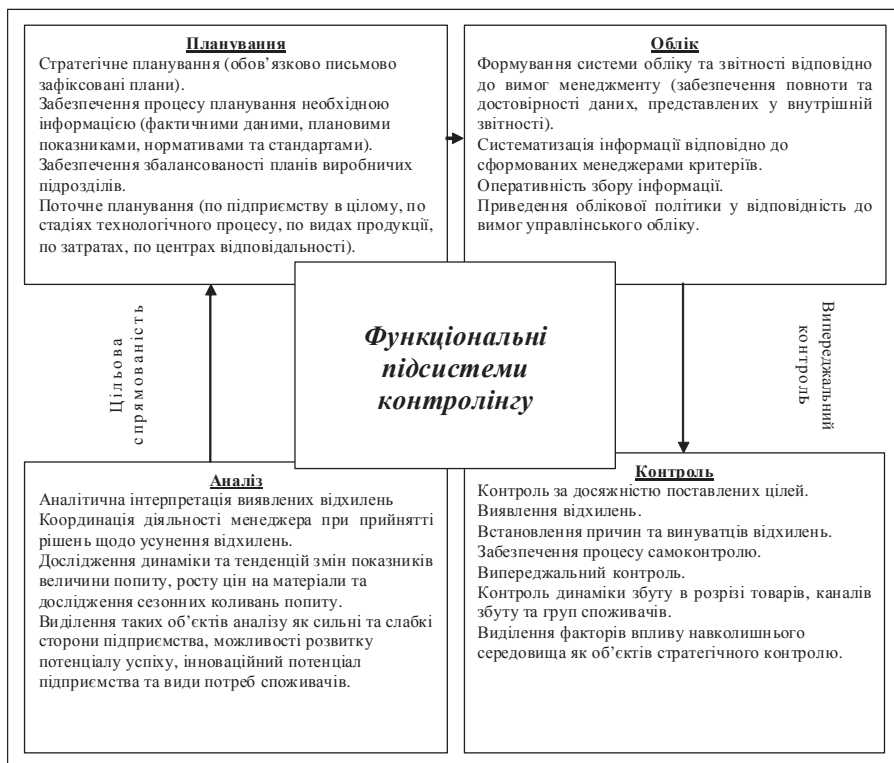 Планування
Стратегічне планування (обов’язково письмово
зафіксовані плани).
Забезпечення процесу планування необхідною
інформацією (фактичними даними, плановими
показниками, нормативами та стандартами).
Забезпечення збалансованості планів виробничих
підрозділів.
Поточне планування (по підприємству в цілому, по
стадіях технологічного процесу, по видах продукції,
по затратах, по центрах відповідальності).
Облік
Формування системи обліку та звітності відповідно
до вимог менеджменту (забезпечення повноти та
достовірності даних, представлених у внутрішній
звітності).
Систематизація інформації відповідно до
сформованих менеджерами критеріїв.
Оперативність збору інформації.
Приведення облікової політики у відповідність до
вимог управлінського обліку.
Цільова
спрямованість
Функціональні
підсистеми
контролінгу
Випереджальний
контроль
Аналіз
Аналітична інтерпретація виявлених відхилень
Координація діяльності менеджера при прийнятті
рішень щодо усунення відхилень.
Дослідження динаміки та тенденцій змін показників
величини попиту, росту цін на матеріали та
дослідження сезонних коливань попиту.
Виділення таких об’єктів аналізу як сильні та слабкі
сторони підприємства, можливості розвитку
потенціалу успіху, інноваційний потенціал
підприємства та види потреб споживачів.
Контроль
Контроль за досяжністю поставлених цілей.
Виявлення відхилень.
Встановлення причин та винуватців відхилень.
Забезпечення процесу самоконтролю.
Випереджальний контроль.
Контроль динаміки збуту в розрізі товарів, каналів
збуту та груп споживачів.
Виділення факторів впливу навколишнього
середовища як об’єктів стратегічного контролю.